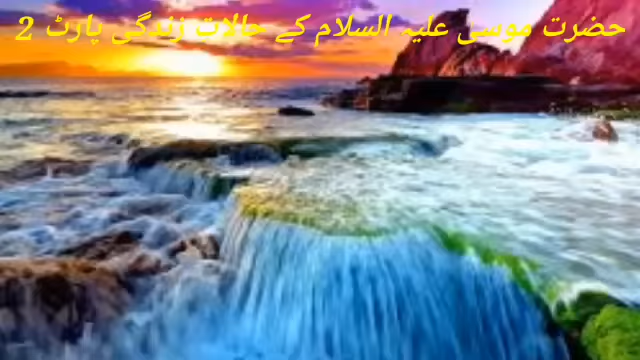 حضرت موسی علیہ السلام کے حالات زندگی پارٹ 2